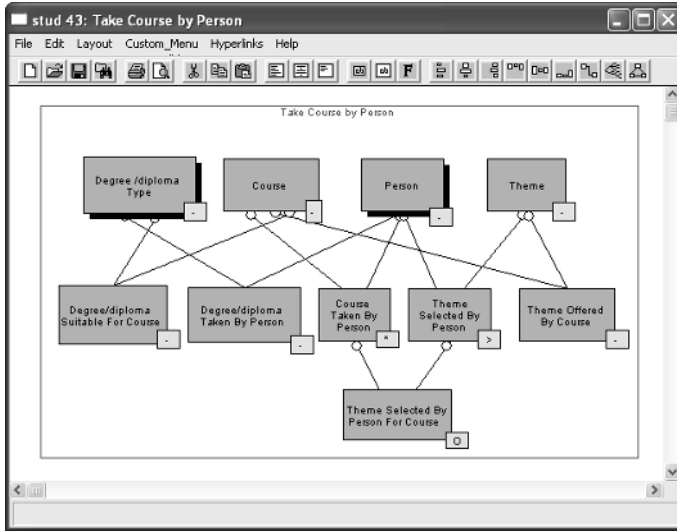 stud 43: Take Course by Person
File Edit Layout Custom_Menu Hyperlinks Help
Take Course by Person
Degree /diploma
Type
-
Course
-
Person
-
Theme
-
Degree/diploma
Suitable For Course
-
Degree/diploma
Taken By Person
-
Course
Taken By
Person
^
Theme
Selected By
Person
>
Theme Offered
By Course
-
Theme Selected By
Person For Course
O